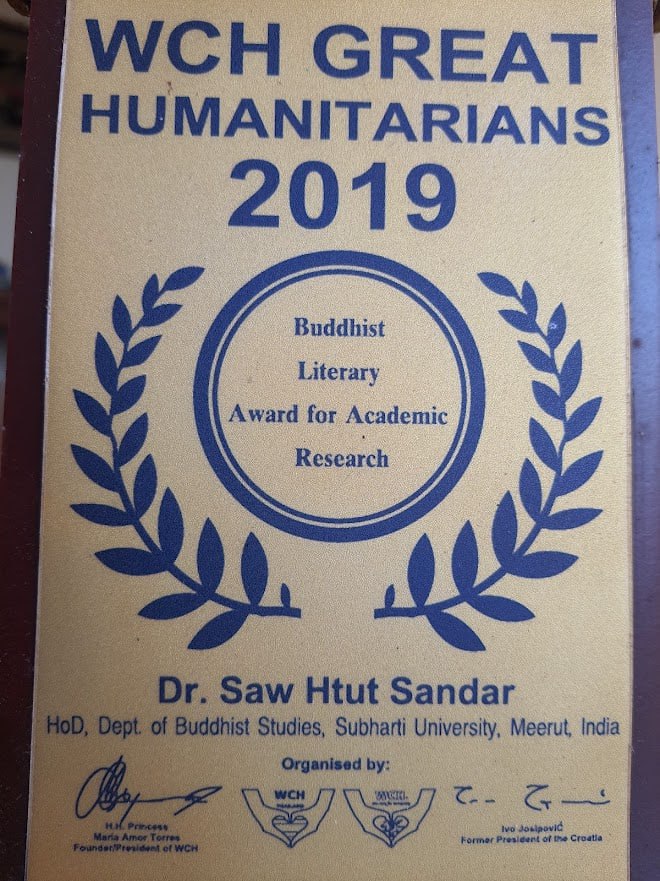 WCH GREAT
HUMANITARIANS
2019
Buddhist
Literary
Award for Academic
Research
Dr. Saw Htut Sandar
HoD, Dept. of Buddhist Studies, Subharti University, Meerut, India
Organised by:
WCH
THAILAND
WCH
H.H. Princess
Maria Amor Torres
Founder/President of WCH
Ivo Josipović
Former President of the Croatia